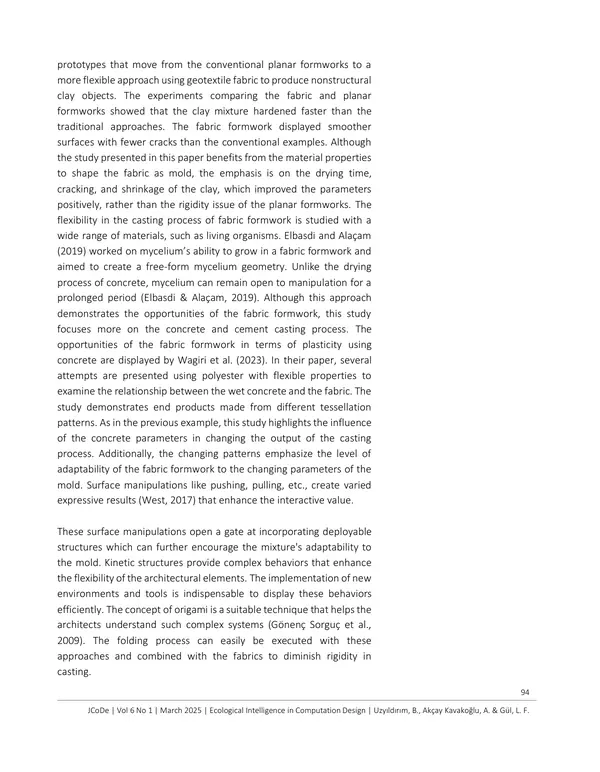 prototypes that move from the conventional planar formworks to a
more flexible approach using geotextile fabric to produce nonstructural
clay objects. The experiments comparing the fabric and planar
formworks showed that the clay mixture hardened faster than the
traditional approaches. The fabric formwork displayed smoother
surfaces with fewer cracks than the conventional examples. Although
the study presented in this paper benefits from the material properties
to shape the fabric as mold, the emphasis is on the drying time,
cracking, and shrinkage of the clay, which improved the parameters
positively, rather than the rigidity issue of the planar formworks. The
flexibility in the casting process of fabric formwork is studied with a
wide range of materials, such as living organisms. Elbasdi and Alaçam
(2019) worked on mycelium's ability to grow in a fabric formwork and
aimed to create a free-form mycelium geometry. Unlike the drying
process of concrete, mycelium can remain open to manipulation for a
prolonged period (Elbasdi & Alaçam, 2019). Although this approach
demonstrates the opportunities of the fabric formwork, this study
focuses more on the concrete and cement casting process. The
opportunities of the fabric formwork in terms of plasticity using
concrete are displayed by Wagiri et al. (2023). In their paper, several
attempts are presented using polyester with flexible properties to
examine the relationship between the wet concrete and the fabric. The
study demonstrates end products made from different tessellation
patterns. As in the previous example, this study highlights the influence
of the concrete parameters in changing the output of the casting
process. Additionally, the changing patterns emphasize the level of
adaptability of the fabric formwork to the changing parameters of the
mold. Surface manipulations like pushing, pulling, etc., create varied
expressive results (West, 2017) that enhance the interactive value.
These surface manipulations open a gate at incorporating deployable
structures which can further encourage the mixture's adaptability to
the mold. Kinetic structures provide complex behaviors that enhance
the flexibility of the architectural elements. The implementation of new
environments and tools is indispensable to display these behaviors
efficiently. The concept of origami is a suitable technique that helps the
architects understand such complex systems (Gönenç Sorguç et al.,
2009). The folding process can easily be executed with these
approaches and combined with the fabrics to diminish rigidity in
casting.
94
JCoDe | Vol 6 No 1 | March 2025 | Ecological Intelligence in Computation Design | Uzyıldırım, B., Akçay Kavakoğlu, A. & Gül, L. F.